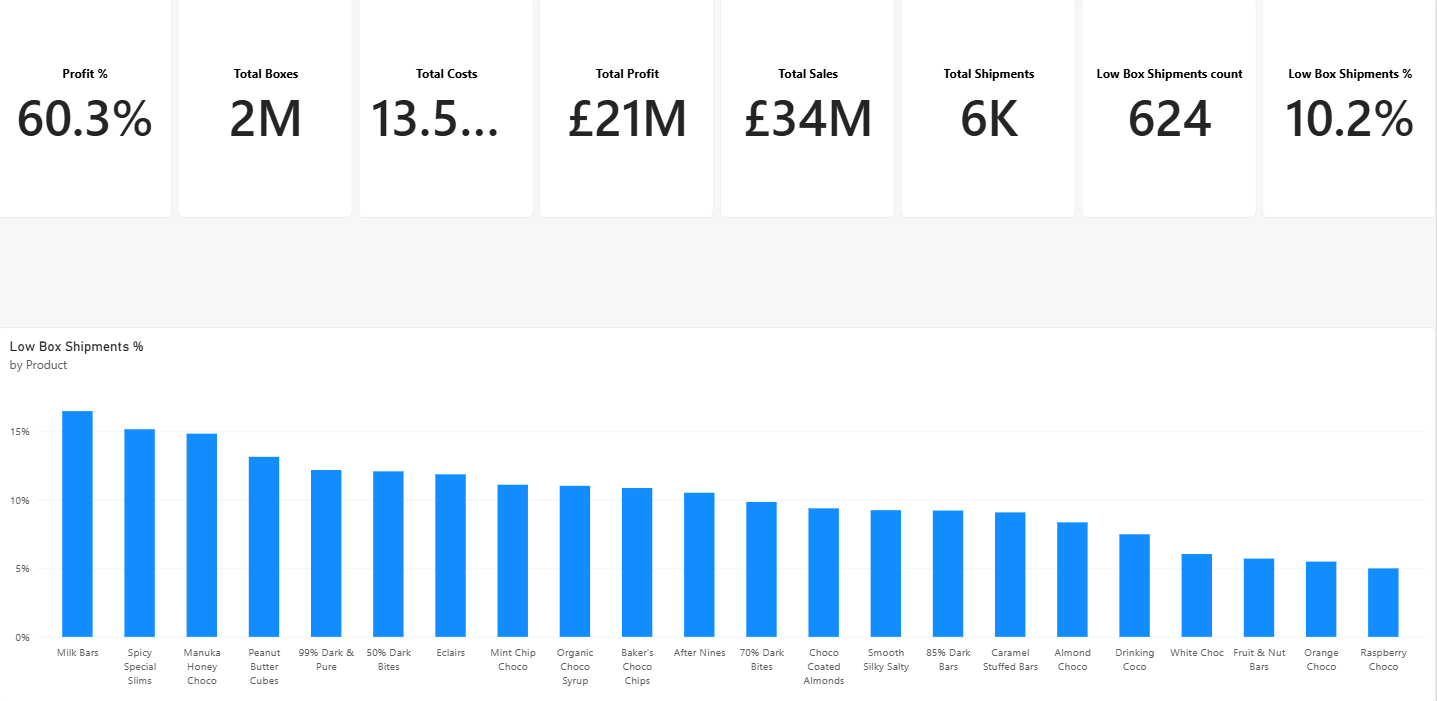 Profit %
60.3%
Total Boxes
2M
Total Costs
13.5...
Total Profit
£21M
Total Sales
£34M
Total Shipments
6K
Low Box Shipments count
624
Low Box Shipments %
10.2%
Low Box Shipments %
by Product
15%
10%
5%
0%
Milk Bars
Spicy
Special
Slims
Manuka
Honey
Choco
Peanut
Butter
Cubes
99% Dark &
Pure
50% Dark
Bites
Eclairs
Mint Chip
Choco
Organic
Choco
Syrup
Baker's
Choco
Chips
After Nines
70% Dark
Bites
Choco
Coated
Almonds
Smooth
Silky Salty
85% Dark
Bars
Caramel
Stuffed Bars
Almond
Choco
Drinking
Coco
White Choc
Fruit & Nut
Bars
Orange
Choco
Raspberry
Choco